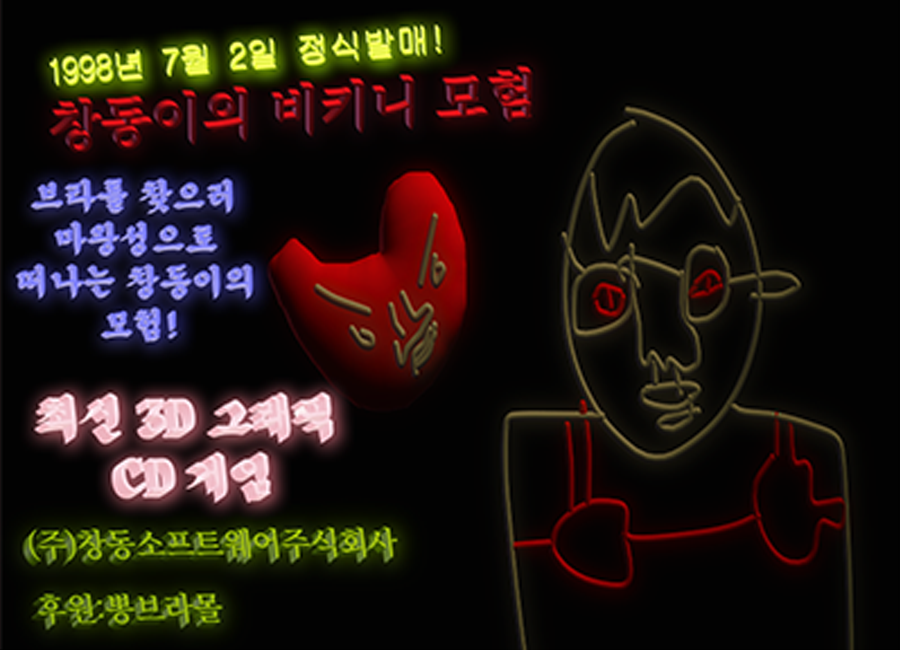 1998년 7월 2일 정식발매!
창동이의 비키니 모험
브라를 찾으러
마왕성으로
떠나는 창동이의
모험!
최신 3D 그래픽
CD게임
(주)창동소프트웨어주식회사
후원:뽕브라몰